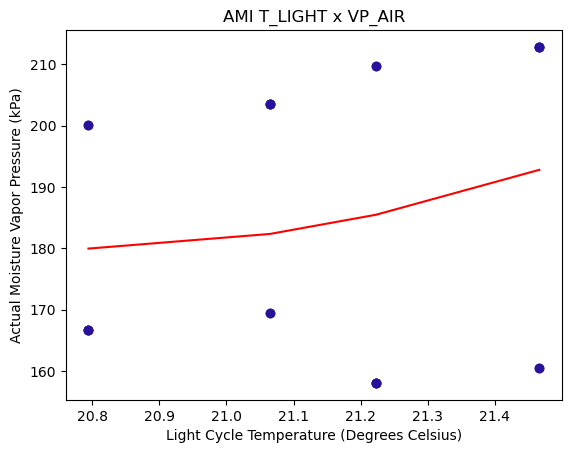 AMI T_LIGHT x VP_AIR
Actual Moisture Vapor Pressure (kPa)
210
200
190
180
170
160
20.8 20.9 21.0 21.1 21.2 21.3 21.4
Light Cycle Temperature (Degrees Celsius)